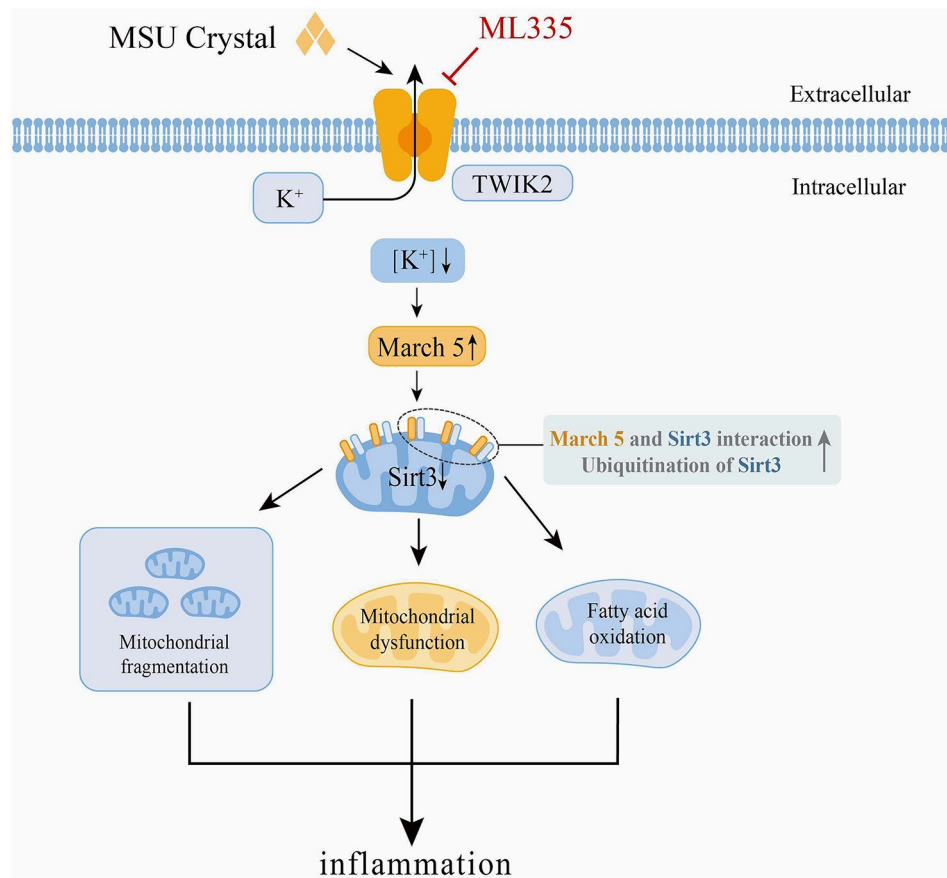 MSU Crystal
ML335
Extracellular
Intracellular
K⁺
TWIK2
[K⁺]↓
March 5↑
March 5 and Sirt3 interaction
Ubiquitination of Sirt3 ↑
Sirt3↓
Mitochondrial
fragmentation
Mitochondrial
dysfunction
Fatty acid
oxidation
inflammation